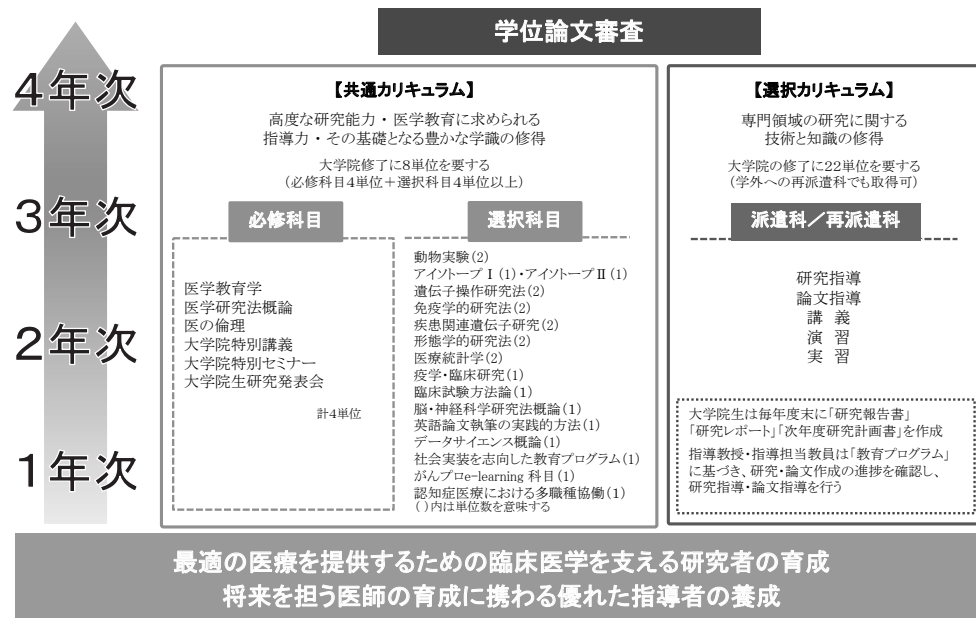 学位論文審査
4年次
3年次
2年次
1年次
【共通カリキュラム】
高度な研究能力・医学教育に求められる
指導力・その基礎となる豊かな学識の修得
大学院修了に8単位を要する
（必修科目4単位＋選択科目4単位以上）
必修科目
医学教育学
医学研究法概論
医の倫理
大学院特別講義
大学院特別セミナー
大学院生研究発表会
計4単位
選択科目
動物実験(2)
アイソトープⅠ(1)・アイソトープⅡ(1)
遺伝子操作研究法(2)
免疫学的研究法(2)
疾患関連遺伝子研究(2)
形態学的研究法(2)
医療統計学(2)
疫学・臨床研究(1)
臨床試験方法論(1)
脳・神経科学研究法概論(1)
英語論文執筆の実践的方法(1)
データサイエンス概論(1)
社会実装を志向した教育プログラム(1)
がんプロe-learning 科目(1)
認知症医療における多職種協働(1)
( )内は単位数を意味する
【選択カリキュラム】
専門領域の研究に関する
技術と知識の修得
大学院の修了に22単位を要する
（学外への再派遣科でも取得可）
派遣科／再派遣科
研究指導
論文指導
講　義
演　習
実　習
大学院生は毎年度末に「研究報告書」
「研究レポート」「次年度研究計画書」を作成
指導教授・指導担当教員は「教育プログラム」
に基づき、研究・論文作成の進捗を確認し、
研究指導・論文指導を行う
最適の医療を提供するための臨床医学を支える研究者の育成
将来を担う医師の育成に携わる優れた指導者の養成